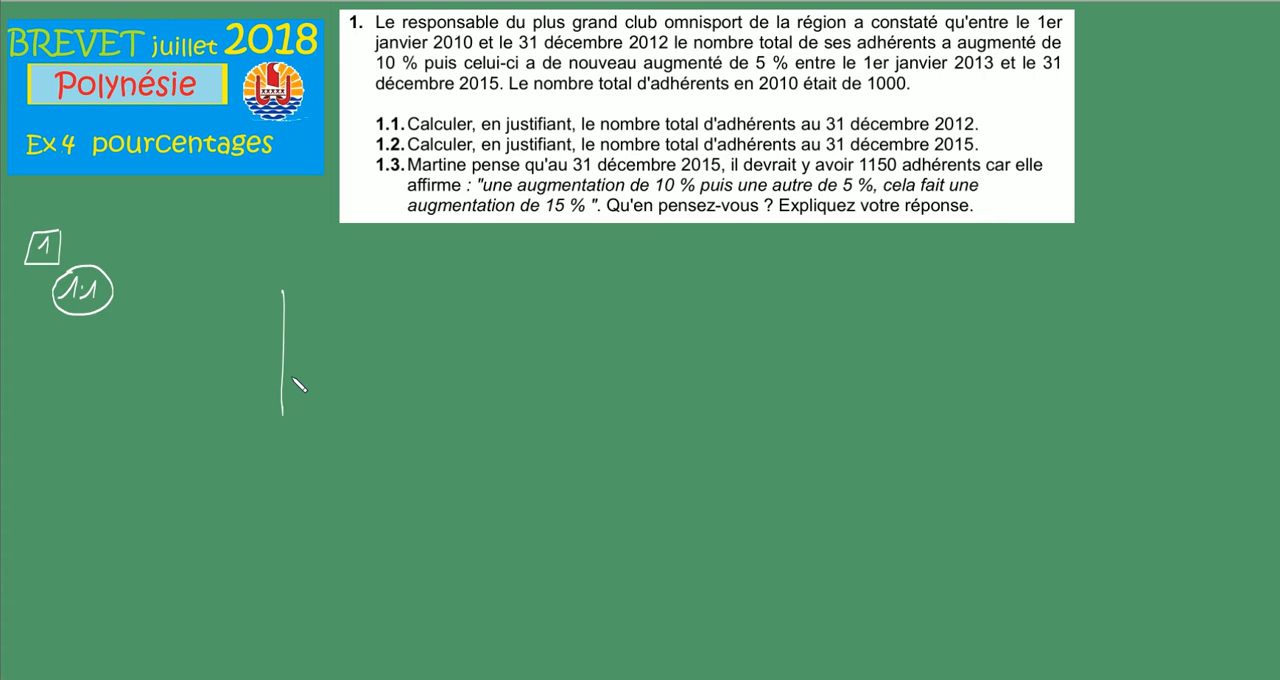 BREVET juillet 2018
Polynésie
Ex 4 pourcentages
1. Le responsable du plus grand club omnisport de la région a constaté qu'entre le 1er
janvier 2010 et le 31 décembre 2012 le nombre total de ses adhérents a augmenté de
10 % puis celui-ci a de nouveau augmenté de 5 % entre le 1er janvier 2013 et le 31
décembre 2015. Le nombre total d'adhérents en 2010 était de 1000.
1.1. Calculer, en justifiant, le nombre total d'adhérents au 31 décembre 2012.
1.2. Calculer, en justifiant, le nombre total d'adhérents au 31 décembre 2015.
1.3. Martine pense qu'au 31 décembre 2015, il devrait y avoir 1150 adhérents car elle
affirme : "une augmentation de 10 % puis une autre de 5 %, cela fait une
augmentation de 15 % ". Qu'en pensez-vous ? Expliquez votre réponse.
1
1.1